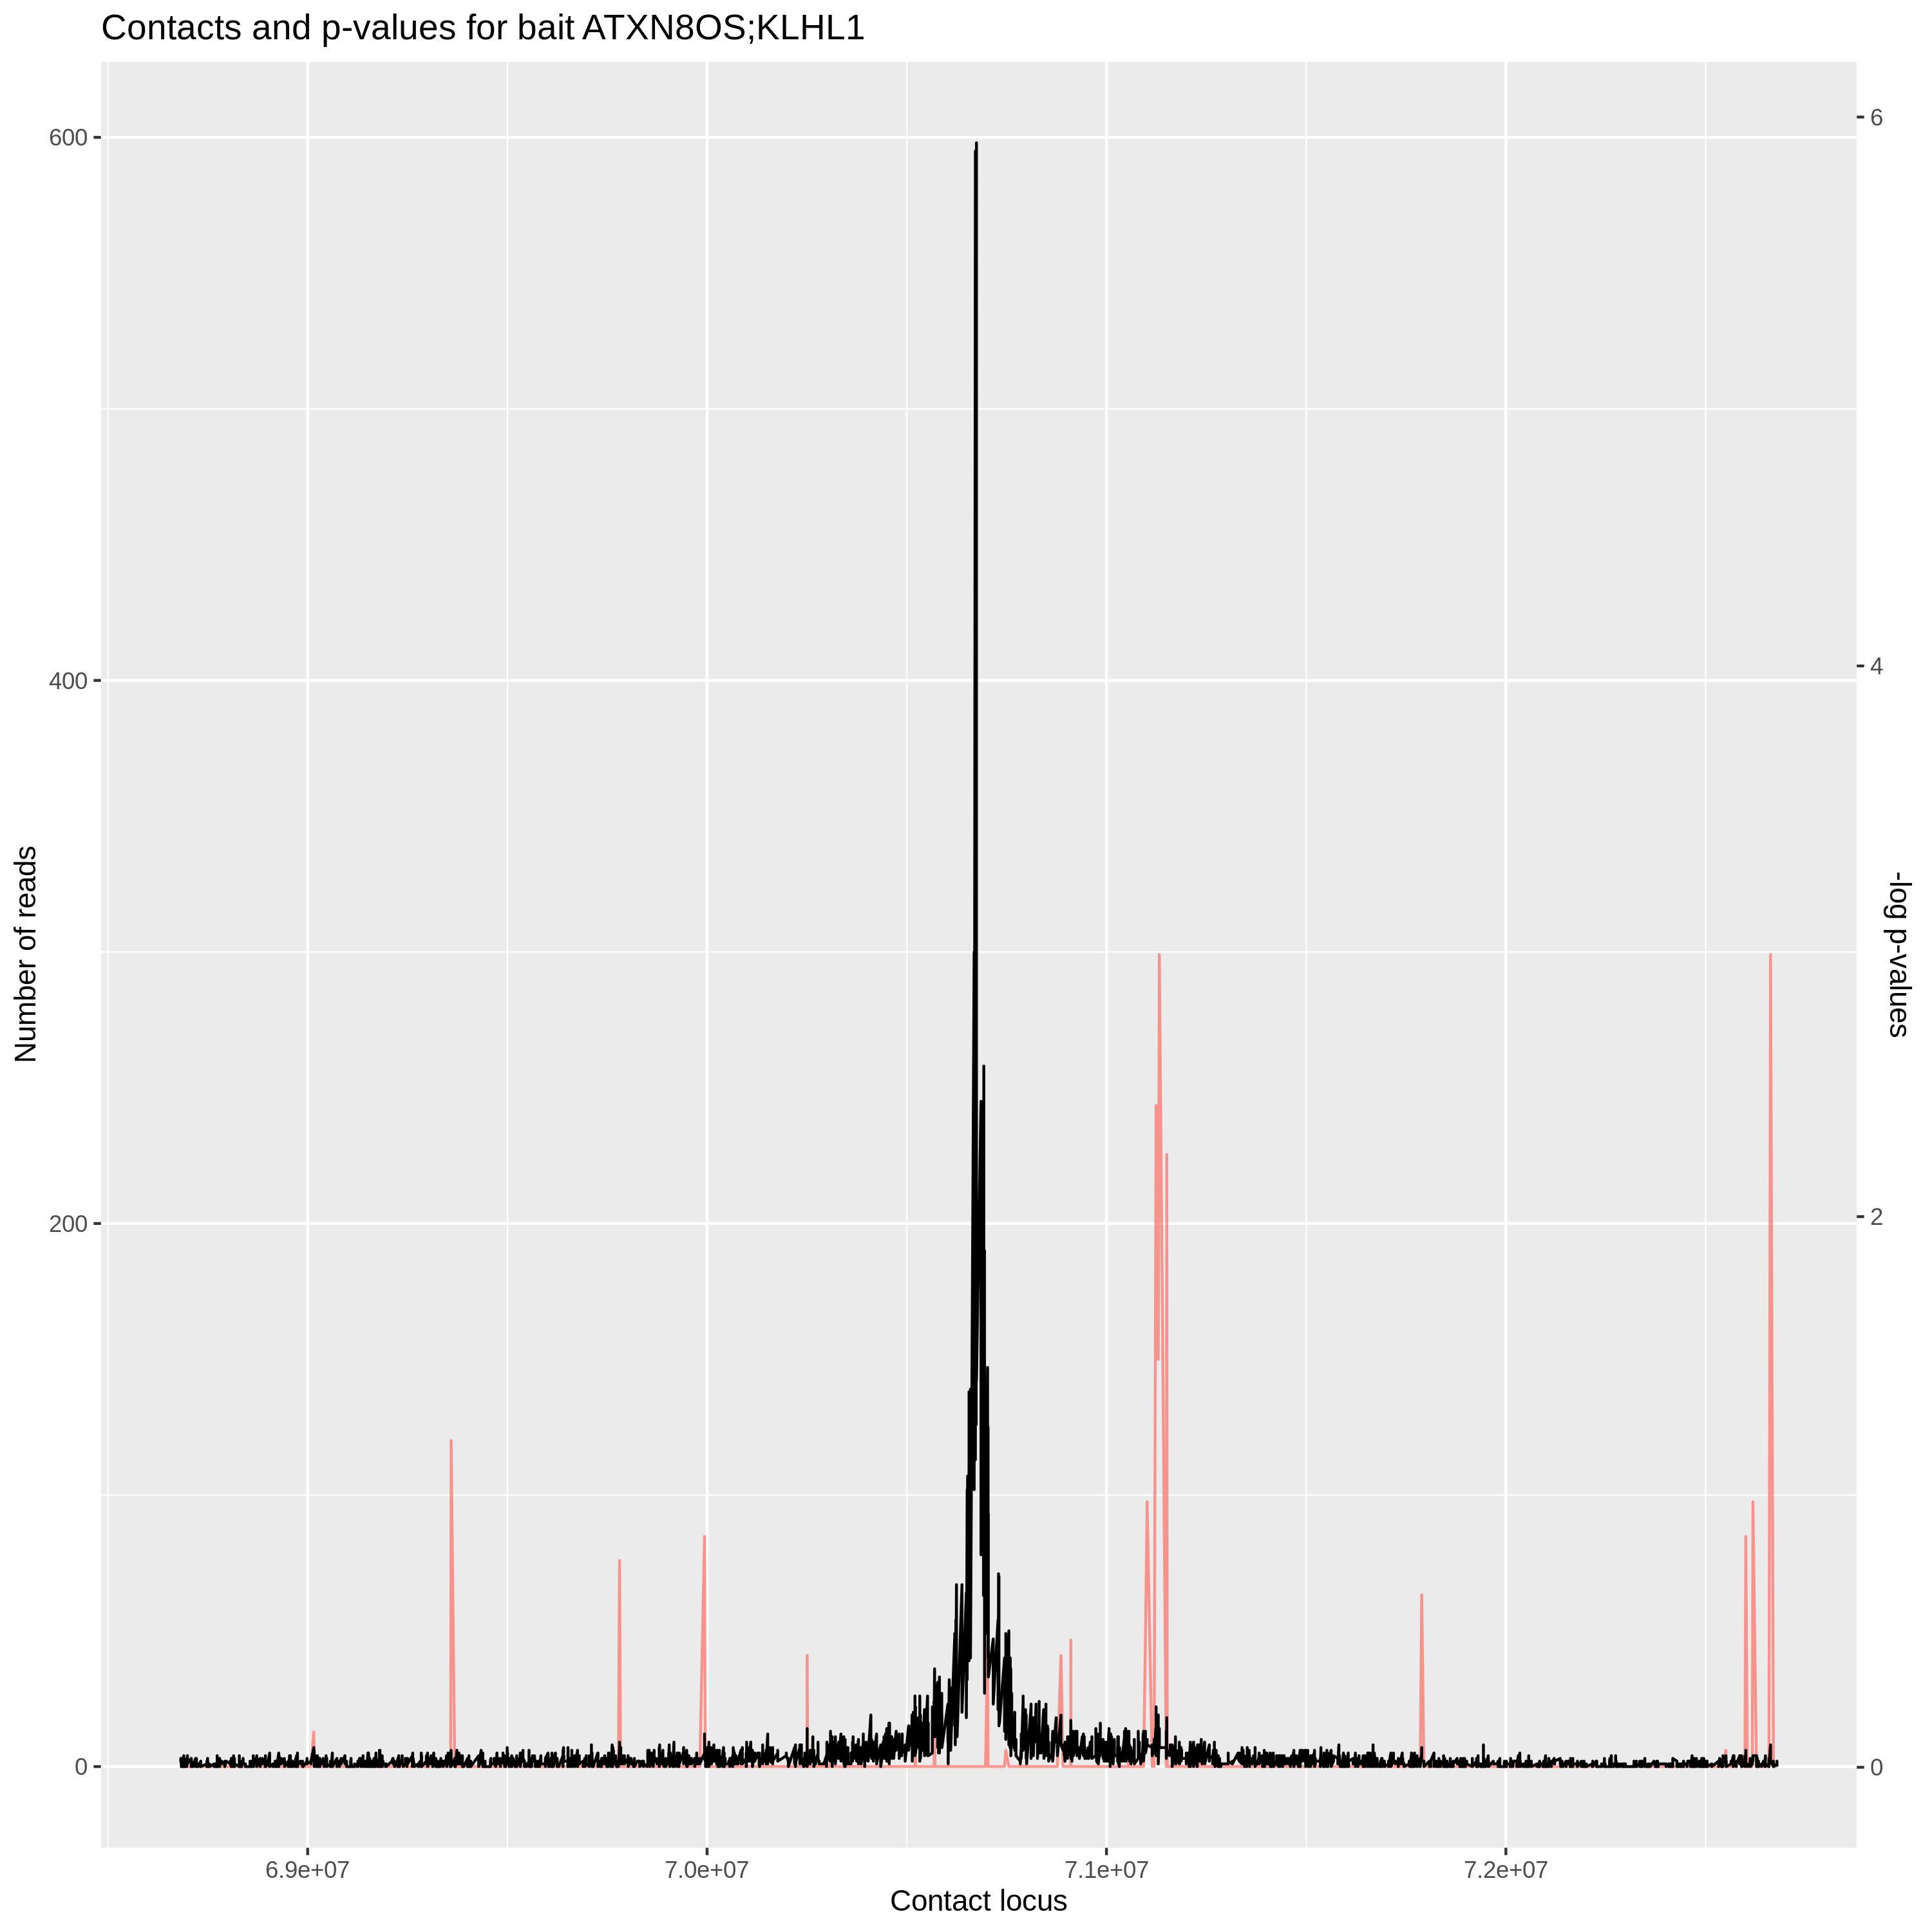 Contacts and p-values for bait ATXN8OS;KLHL1
600
400
200
0
Number of reads
6
4
2
0
-log p-values
6.9e+07
7.0e+07
7.1e+07
7.2e+07
Contact locus